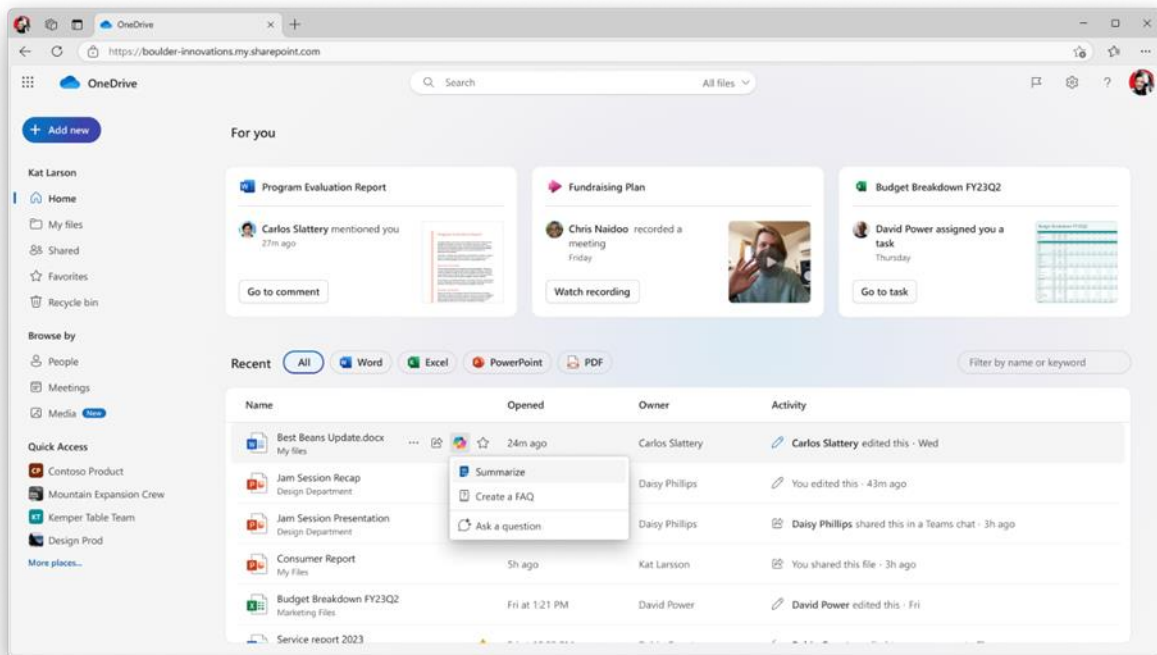 OneDrive
https://boulder-innovations.my.sharepoint.com
OneDrive
Search
All files
?
+ Add new
For you
Kat Larson
Home
My files
Shared
Favorites
Recycle bin
Browse by
People
Meetings
Media New
Quick Access
CP Contoso Product
Mountain Expansion Crew
KT Kemper Table Team
Design Prod
More places...
Program Evaluation Report
Carlos Slattery mentioned you
27m ago
Go to comment
Fundraising Plan
Chris Naidoo recorded a
meeting
Friday
Watch recording
Budget Breakdown FY23Q2
David Power assigned you a
task
Thursday
Go to task
Recent All Word Excel PowerPoint PDF
Filter by name or keyword
Name Opened Owner Activity
Best Beans Update.docx 24m ago Carlos Slattery Carlos Slattery edited this · Wed
My files
Summarize
Create a FAQ
Ask a question
Jam Session Recap Daisy Phillips You edited this · 43m ago
Design Department
Jam Session Presentation Daisy Phillips Daisy Phillips shared this in a Teams chat · 3h ago
Design Department
Consumer Report 5h ago Kat Larsson You shared this file · 3h ago
My Files
Budget Breakdown FY23Q2 Fri at 1:21 PM David Power David Power edited this · Fri
Marketing Files
Service report 2023